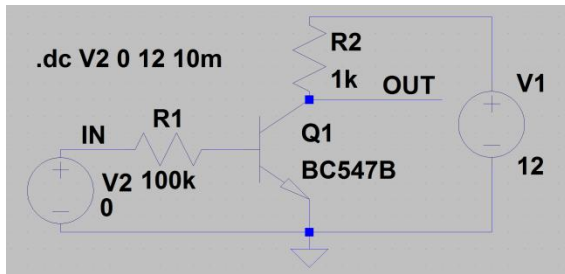 .dc V2 0 12 10m
R2
1k
OUT
V1
12
IN
R1
100k
V2
0
Q1
BC547B